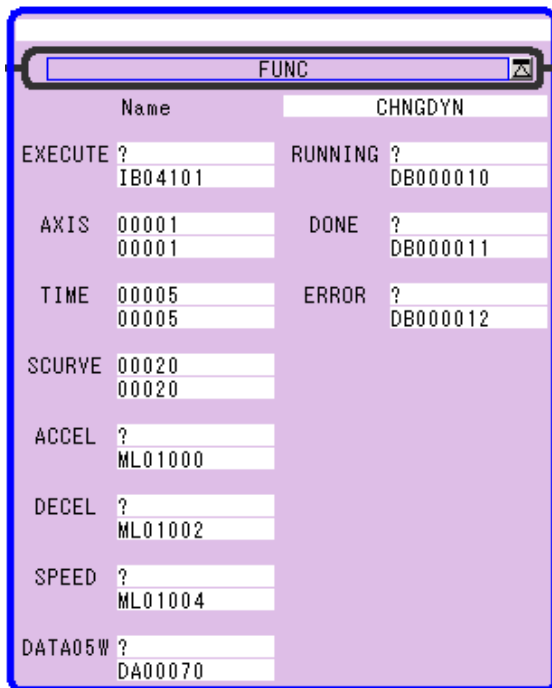 FUNC
Name CHNGDYN
EXECUTE ? RUNNING ?
IB04101 DB000010
AXIS 00001 DONE ?
00001 DB000011
TIME 00005 ERROR ?
00005 DB000012
SCURVE 00020
00020
ACCEL ?
ML01000
DECEL ?
ML01002
SPEED ?
ML01004
DATA05W ?
DA00070